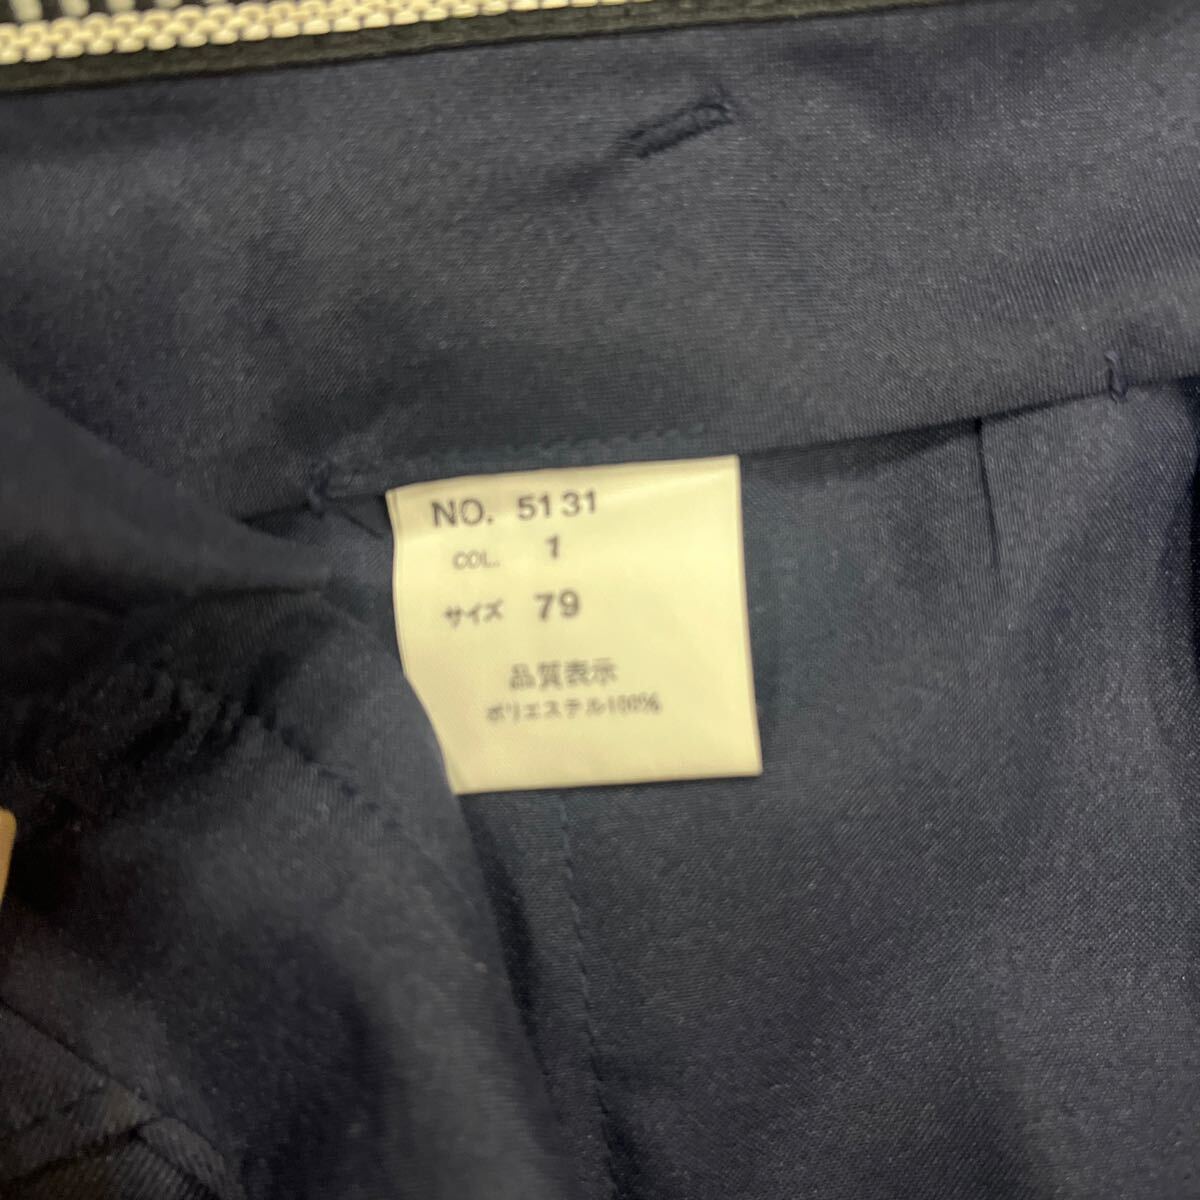 NO. 5131
COL. 1
サイズ 79
品質表示
ポリエステル100%